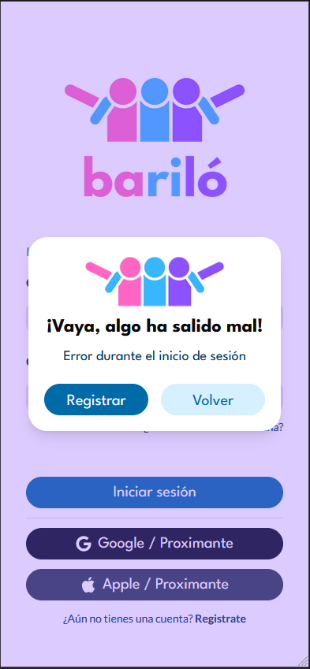 bariló
¡Vaya, algo ha salido mal!
Error durante el inicio de sesión
Registrar
Volver
Iniciar sesión
Google / Proximante
Apple / Proximante
¿Aún no tienes una cuenta? Registrate